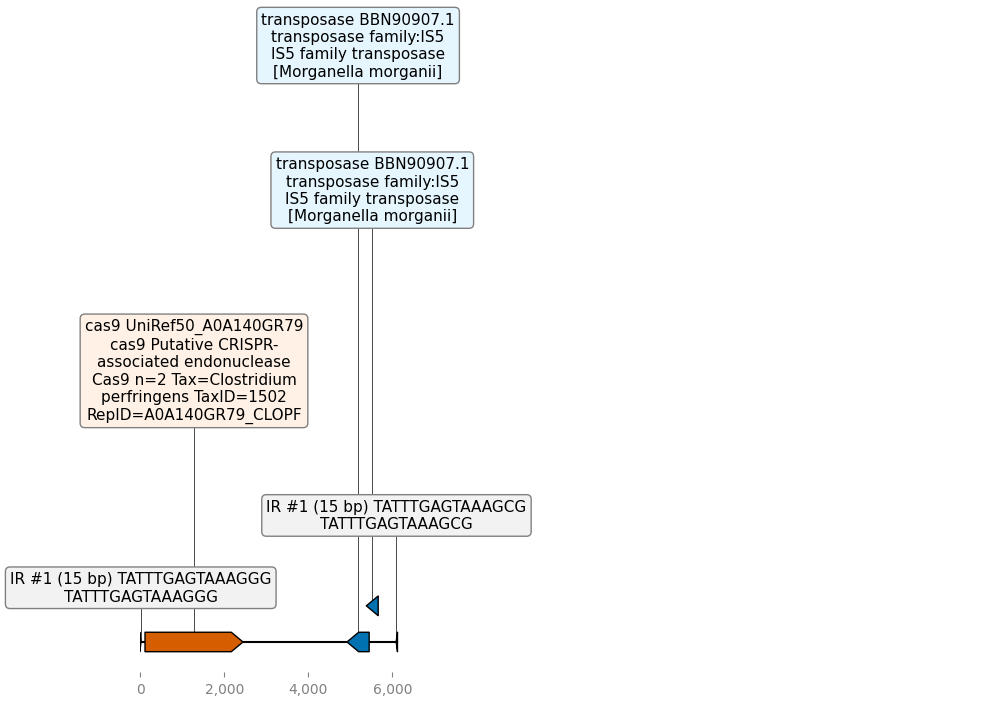 transposase BBN90907.1
transposase family:IS5
IS5 family transposase
[Morganella morganii]
transposase BBN90907.1
transposase family:IS5
IS5 family transposase
[Morganella morganii]
cas9 UniRef50_A0A140GR79
cas9 Putative CRISPR-
associated endonuclease
Cas9 n=2 Tax=Clostridium
perfringens TaxID=1502
RepID=A0A140GR79_CLOPF
IR #1 (15 bp) TATTTGAGTAAAGCG
TATTTGAGTAAAGCG
IR #1 (15 bp) TATTTGAGTAAAGGG
TATTTGAGTAAAGGG
0 2,000 4,000 6,000